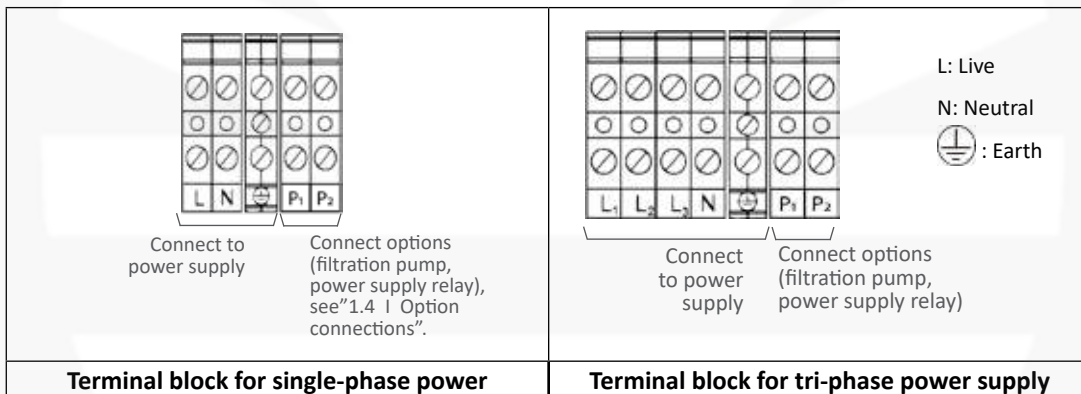 L N ⏚ P₁ P₂
Connect to
power supply
Connect options
(filtration pump,
power supply relay),
see"1.4 I Option
connections".
Terminal block for single-phase power
L₁ L₂ L₃ N ⏚ P₁ P₂
Connect
to power
supply
Connect options
(filtration pump,
power supply relay)
L: Live
N: Neutral
⏚ : Earth
Terminal block for tri-phase power supply